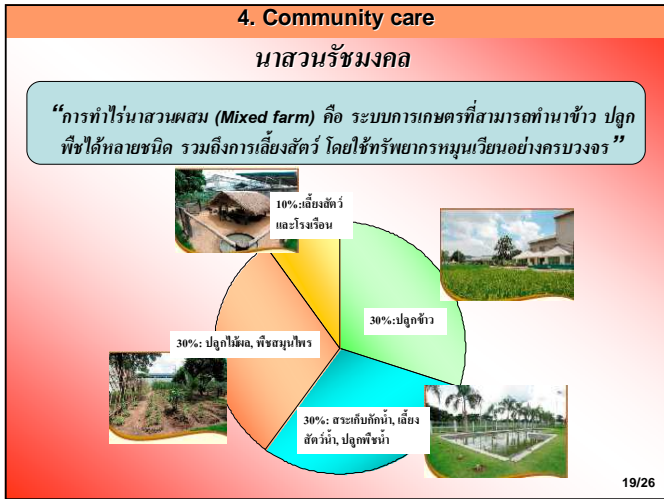 4. Community care
นาสวนรัชมงคล
“การทำไร่นาสวนผสม (Mixed farm) คือ ระบบการเกษตรที่สามารถทำนาข้าว ปลูก
พืชได้หลายชนิด รวมถึงการเลี้ยงสัตว์ โดยใช้ทรัพยากรหมุนเวียนอย่างครบวงจร”
10%:เลี้ยงสัตว์
และโรงเรือน
30%:ปลูกข้าว
30%: ปลูกไม้ผล, พืชสมุนไพร
30%: สระเก็บกักน้ำ, เลี้ยง
สัตว์น้ำ, ปลูกพืชน้ำ
19/26